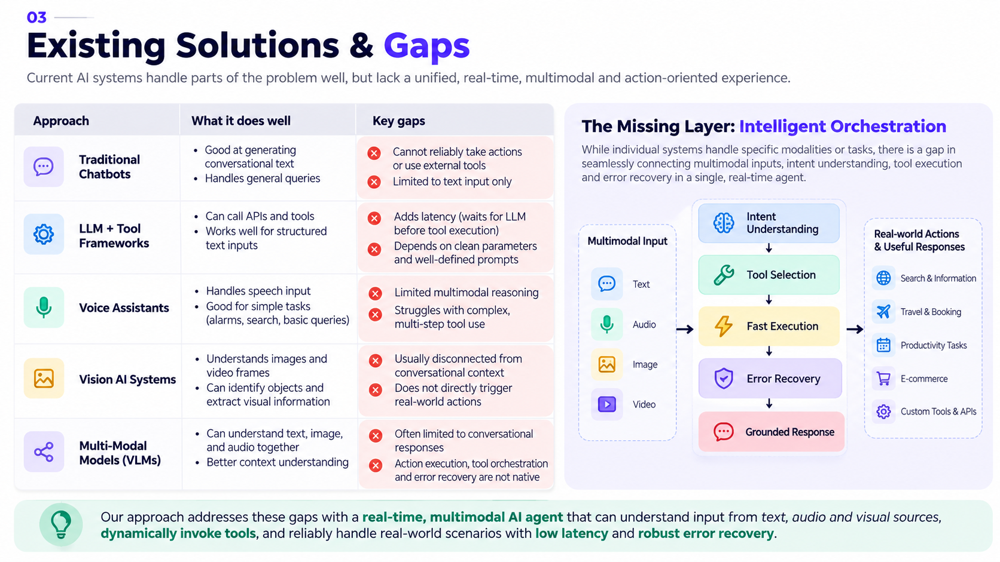 03
Existing Solutions & Gaps
Current AI systems handle parts of the problem well, but lack a unified, real-time, multimodal and action-oriented experience.
Approach
What it does well
Key gaps
Traditional
Chatbots
• Good at generating
conversational text
• Handles general queries
Cannot reliably take actions
or use external tools
Limited to text input only
LLM + Tool
Frameworks
• Can call APIs and tools
• Works well for structured
text inputs
Adds latency (waits for LLM
before tool execution)
Depends on clean parameters
and well-defined prompts
Voice Assistants
• Handles speech input
• Good for simple tasks
(alarms, search, basic queries)
Limited multimodal reasoning
Struggles with complex,
multi-step tool use
Vision AI Systems
• Understands images and
video frames
• Can identify objects and
extract visual information
Usually disconnected from
conversational context
Does not directly trigger
real-world actions
Multi-Modal
Models (VLMs)
• Can understand text, image,
and audio together
• Better context understanding
Often limited to conversational
responses
Action execution, tool orchestration
and error recovery are not native
The Missing Layer: Intelligent Orchestration
While individual systems handle specific modalities or tasks, there is a gap in
seamlessly connecting multimodal inputs, intent understanding, tool execution
and error recovery in a single, real-time agent.
Multimodal Input
Text
Audio
Image
Video
Intent
Understanding
Tool Selection
Fast Execution
Error Recovery
Grounded Response
Real-world Actions
& Useful Responses
Search & Information
Travel & Booking
Productivity Tasks
E-commerce
Custom Tools & APIs
Our approach addresses these gaps with a real-time, multimodal AI agent that can understand input from text, audio and visual sources,
dynamically invoke tools, and reliably handle real-world scenarios with low latency and robust error recovery.